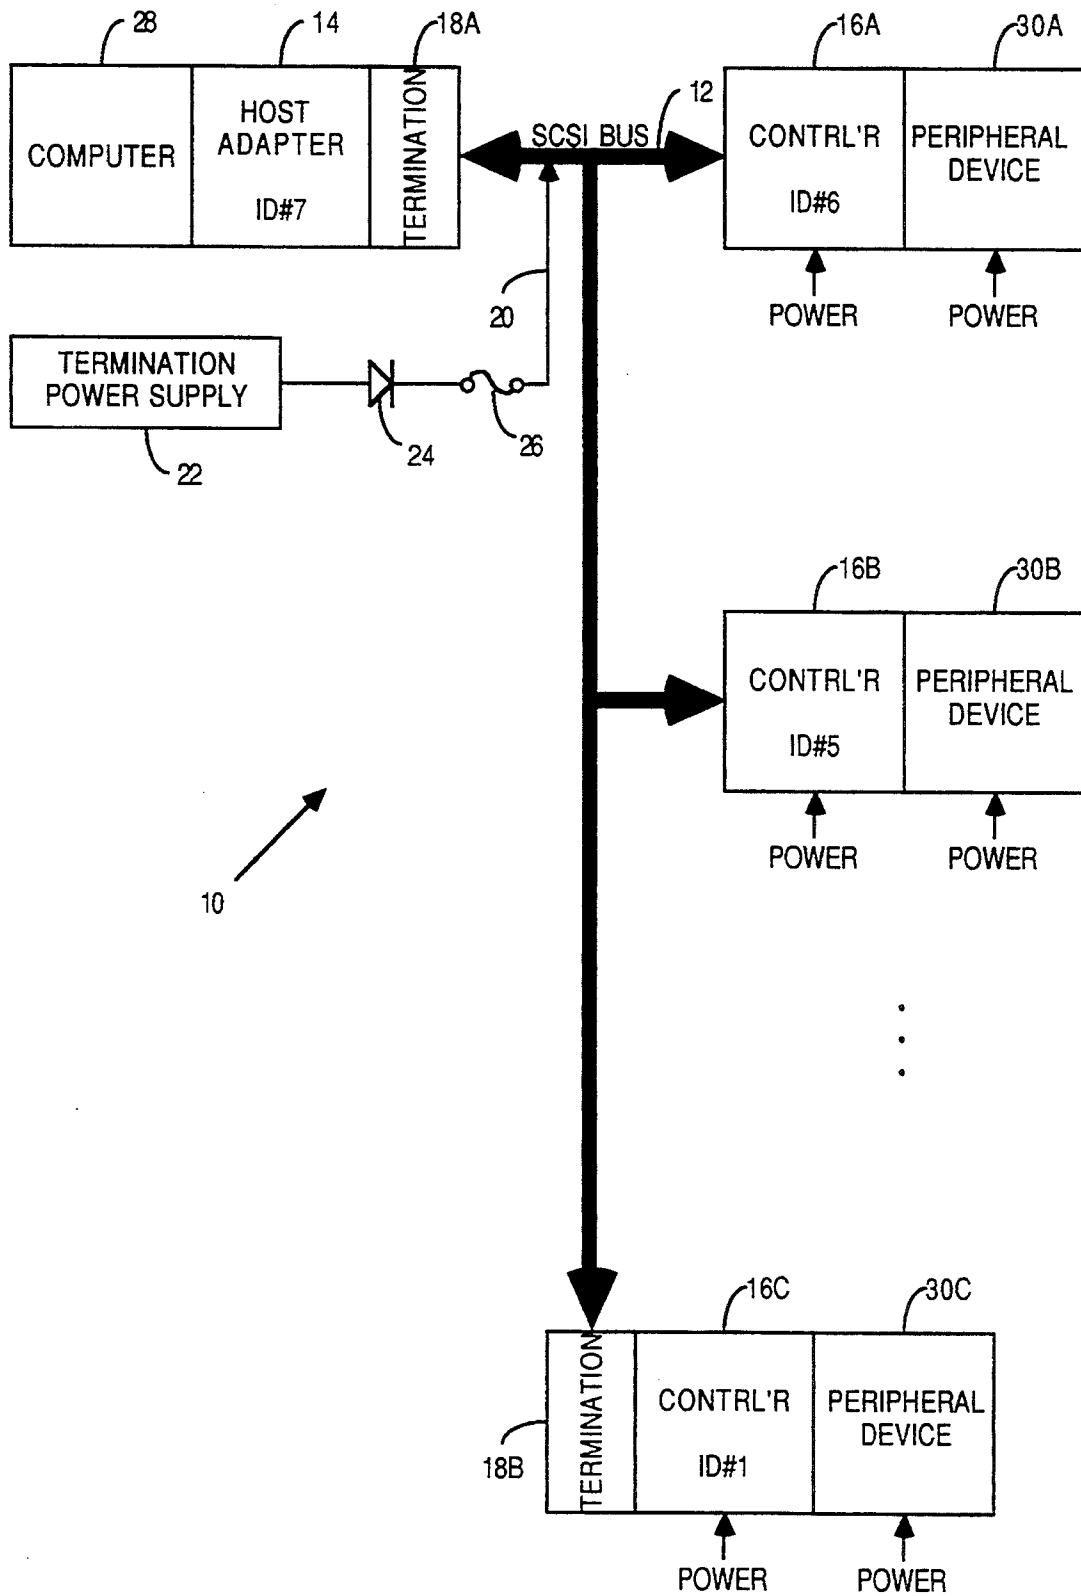 28
14
18A
16A
30A
COMPUTER
HOST
ADAPTER
ID#7
TERMINATION
SCSI BUS
12
CONTRL'R
ID#6
PERIPHERAL
DEVICE
POWER
POWER
20
TERMINATION
POWER SUPPLY
22
24
26
16B
30B
CONTRL'R
ID#5
PERIPHERAL
DEVICE
POWER
POWER
10
16C
30C
18B
TERMINATION
CONTRL'R
ID#1
PERIPHERAL
DEVICE
POWER
POWER